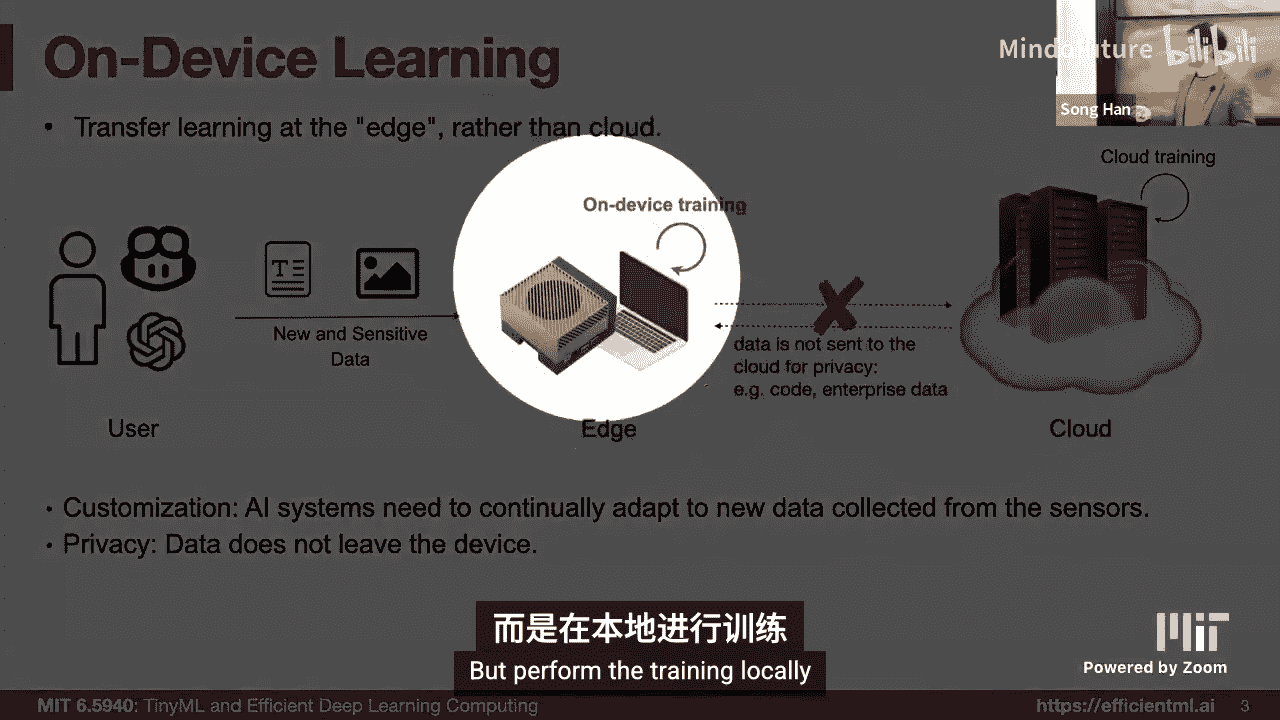 On-Device Learning
MindFuture bilibili
Song Han
• Transfer learning at the "edge", rather than cloud.
Cloud training
On-device training
T
New and Sensitive
Data
data is not sent to the
cloud for privacy:
e.g. code, enterprise data
User
Edge
Cloud
• Customization: AI systems need to continually adapt to new data collected from the sensors.
• Privacy: Data does not leave the device.
而是在本地进行训练
But perform the training locally
MIT
Powered by Zoom
MIT 6.5940: TinyML and Efficient Deep Learning Computing
https://efficientml.ai
3